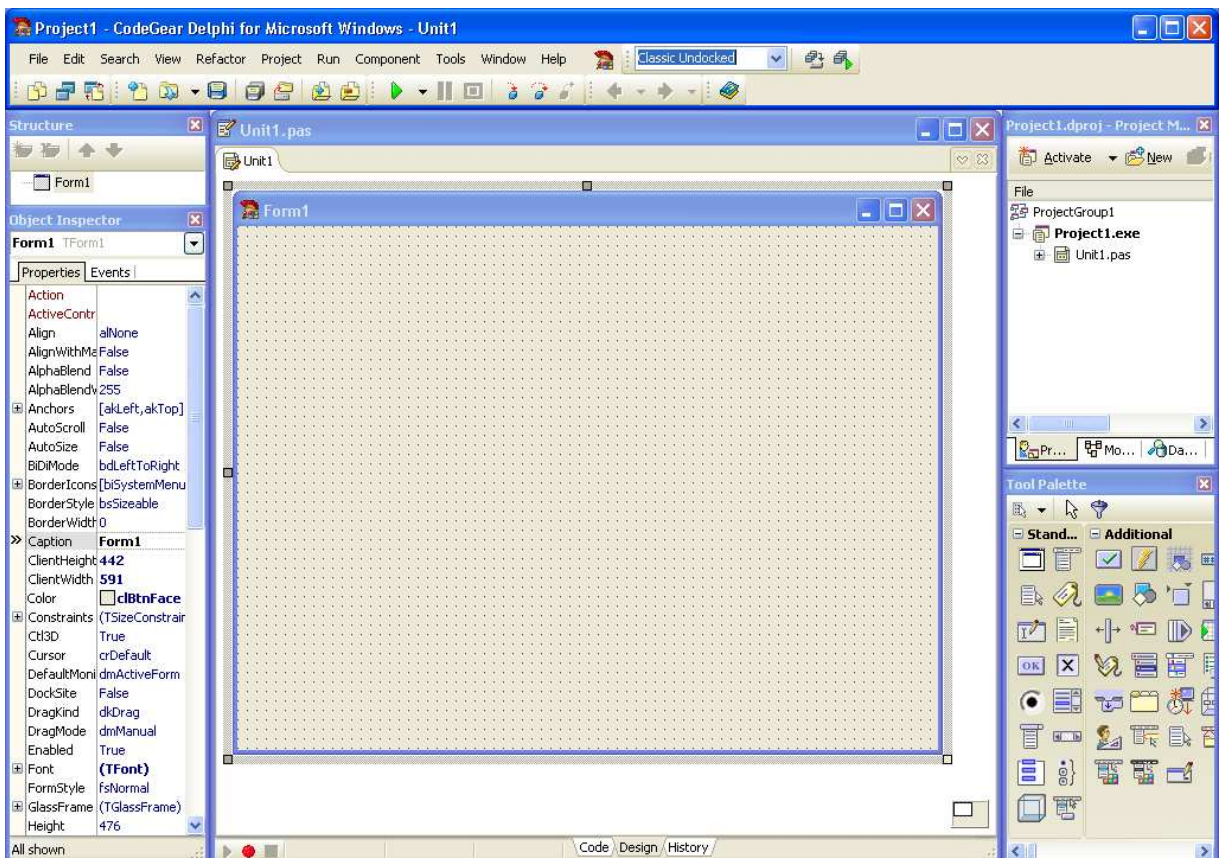 Project1 - CodeGear Delphi for Microsoft Windows - Unit1
File Edit Search View Refactor Project Run Component Tools Window Help Classic Undocked
Structure
Form1
Object Inspector
Form1 TForm1
Properties Events
Action
ActiveContr
Align alNone
AlignWithMa False
AlphaBlend False
AlphaBlendV 255
Anchors [akLeft,akTop]
AutoScroll False
AutoSize False
BiDiMode bdLeftToRight
BorderIcons [biSystemMenu
BorderStyle bsSizeable
BorderWidth 0
Caption Form1
ClientHeight 442
ClientWidth 591
Color clBtnFace
Constraints (TSizeConstrair
Ctl3D True
Cursor crDefault
DefaultMoni dmActiveForm
DockSite False
DragKind dkDrag
DragMode dmManual
Enabled True
Font (TFont)
FormStyle fsNormal
GlassFrame (TGlassFrame)
Height 476
All shown
Unit1.pas
Unit1
Form1
Code Design History
Project1.dproj - Project M...
Activate New
File
ProjectGroup1
Project1.exe
Unit1.pas
Pr... Mo... Da...
Tool Palette
Stand... Additional
OK